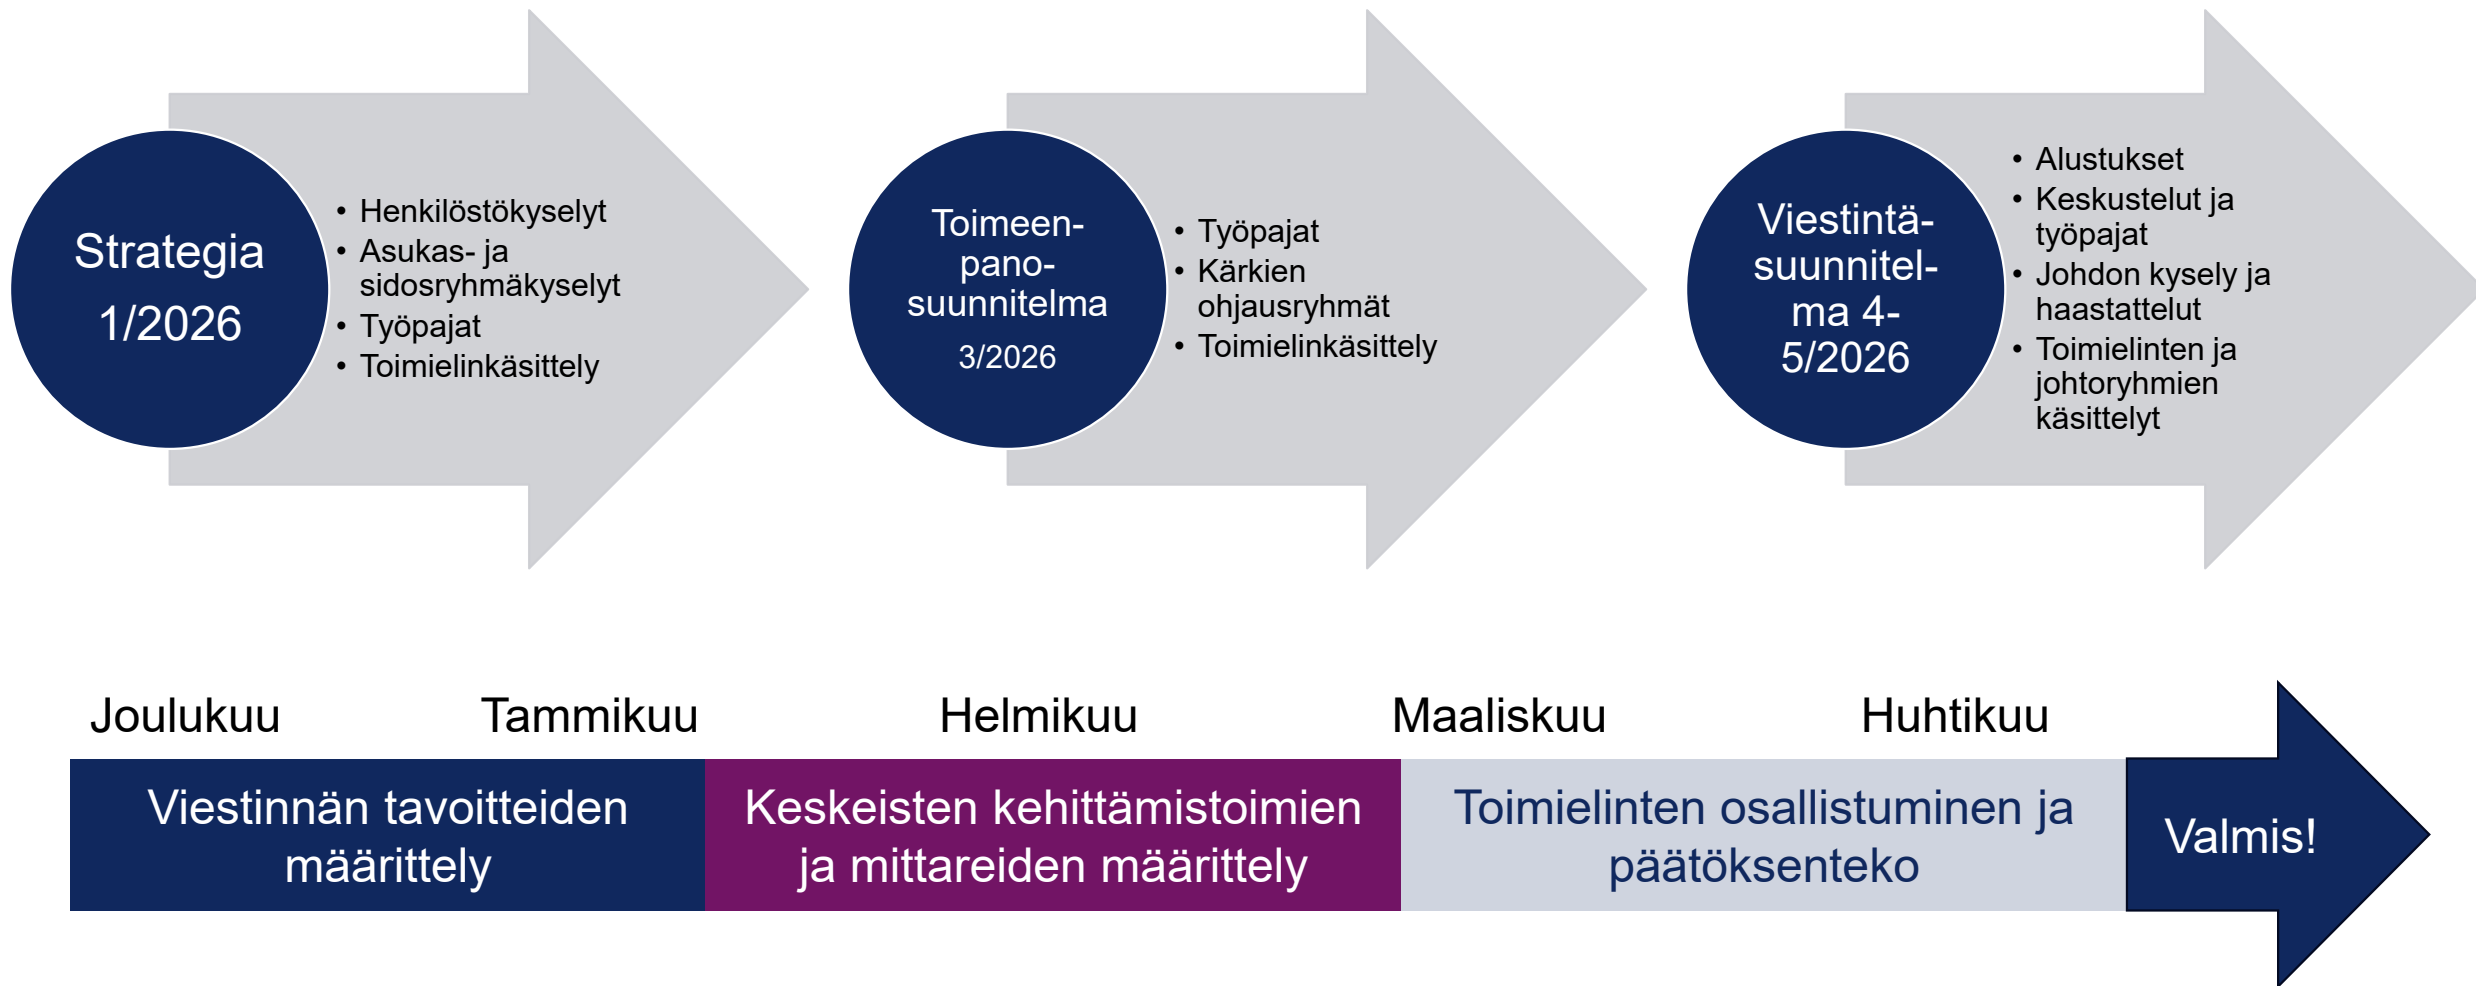 Strategia
1/2026
• Henkilöstökyselyt
• Asukas- ja
sidosryhmäkyselyt
• Työpajat
• Toimielinkäsittely
Toimeen-
pano-
suunnitelma
3/2026
• Työpajat
• Kärkien
ohjausryhmät
• Toimielinkäsittely
Viestintä-
suunnitel-
ma 4-
5/2026
• Alustukset
• Keskustelut ja
työpajat
• Johdon kysely ja
haastattelut
• Toimielinten ja
johtoryhmien
käsittelyt
Joulukuu Tammikuu Helmikuu Maaliskuu Huhtikuu
Viestinnän tavoitteiden
määrittely
Keskeisten kehittämistoimien
ja mittareiden määrittely
Toimielinten osallistuminen ja
päätöksenteko
Valmis!